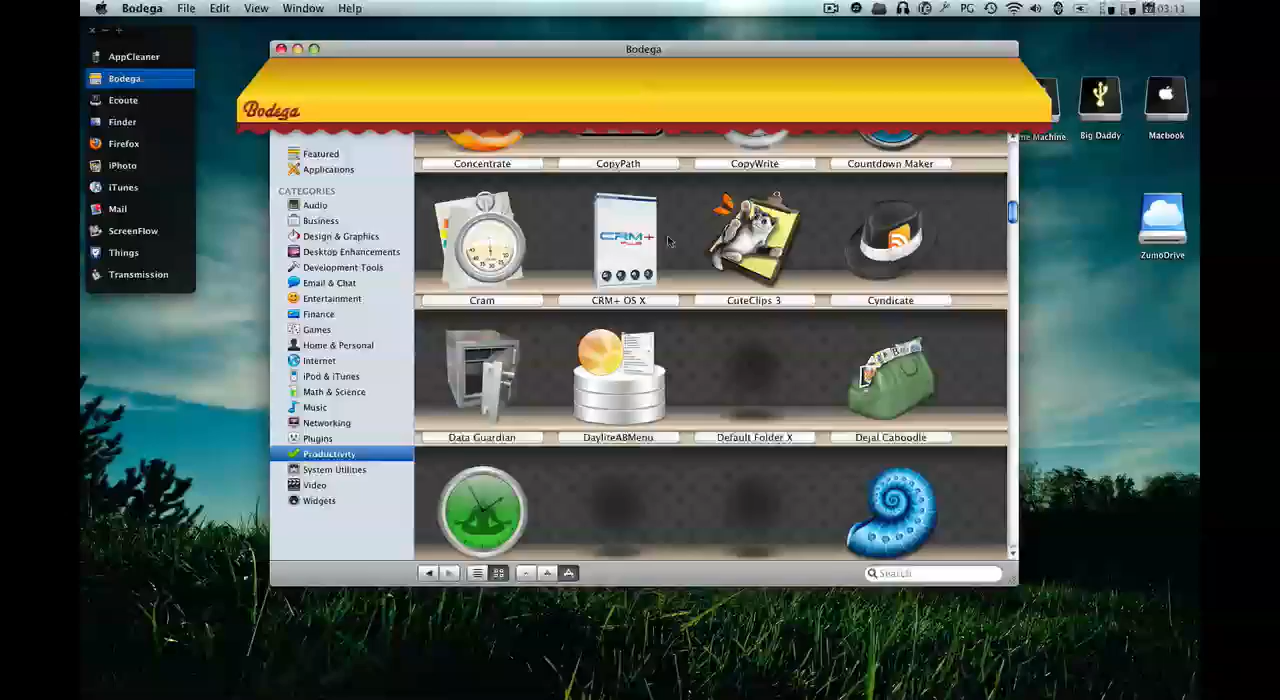 Bodega File Edit View Window Help
PG
03:11
AppCleaner
Bodega
Ecoute
Finder
Firefox
iPhoto
iTunes
Mail
ScreenFlow
Things
Transmission
Bodega
Bodega
me Machine
Big Daddy
Macbook
ZumoDrive
Featured
Applications
CATEGORIES
Audio
Business
Design & Graphics
Desktop Enhancements
Development Tools
Email & Chat
Entertainment
Finance
Games
Home & Personal
Internet
iPod & iTunes
Math & Science
Music
Networking
Plugins
Productivity
System Utilities
Video
Widgets
Concentrate CopyPath CopyWrite Countdown Maker
CRM+
Cram CRM+ OS X CuteClips 3 Cyndicate
Data Guardian DayliteABMenu Default Folder X Dejal Caboodle
Search